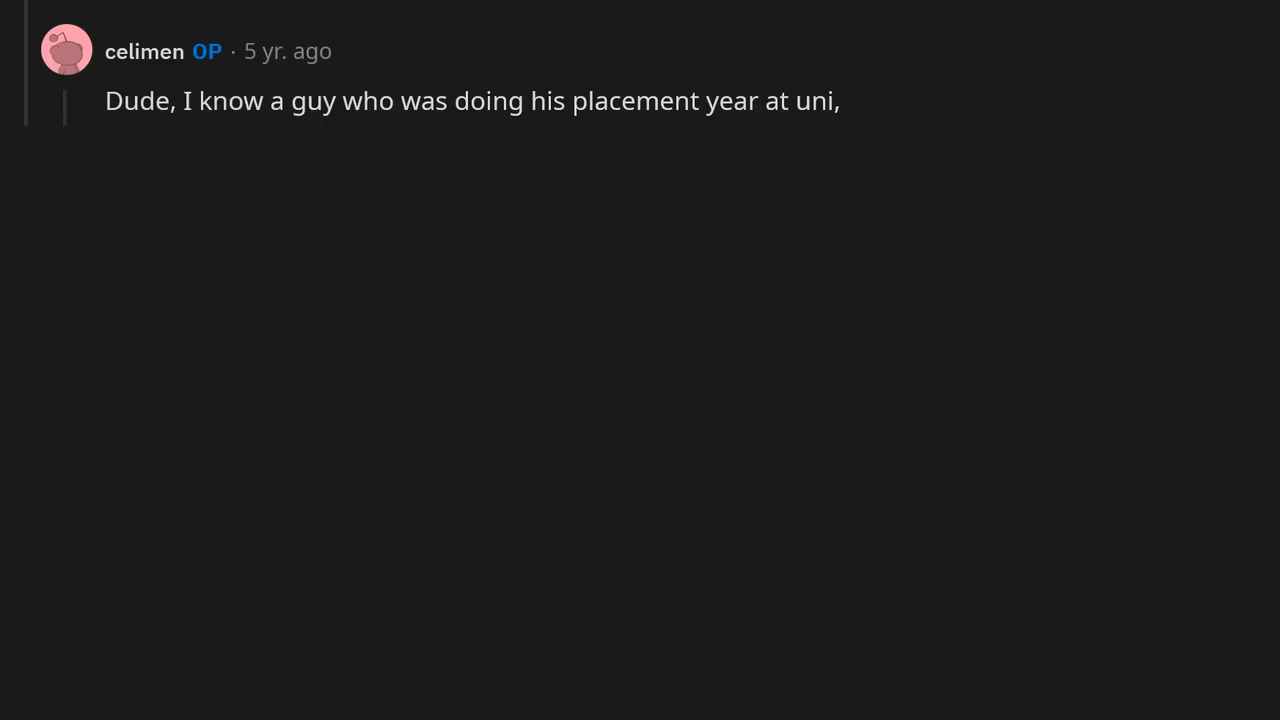 celimen OP · 5 yr. ago
Dude, I know a guy who was doing his placement year at uni,